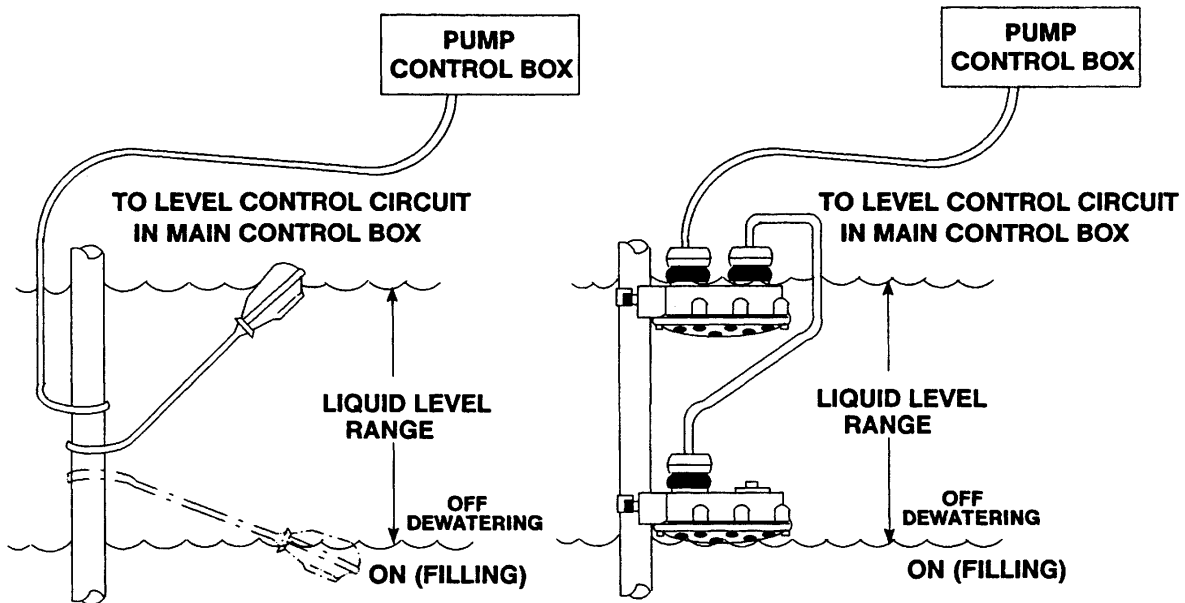 PUMP
CONTROL BOX
TO LEVEL CONTROL CIRCUIT
IN MAIN CONTROL BOX
LIQUID LEVEL
RANGE
OFF
DEWATERING
ON (FILLING)
PUMP
CONTROL BOX
TO LEVEL CONTROL CIRCUIT
IN MAIN CONTROL BOX
LIQUID LEVEL
RANGE
OFF
DEWATERING
ON (FILLING)